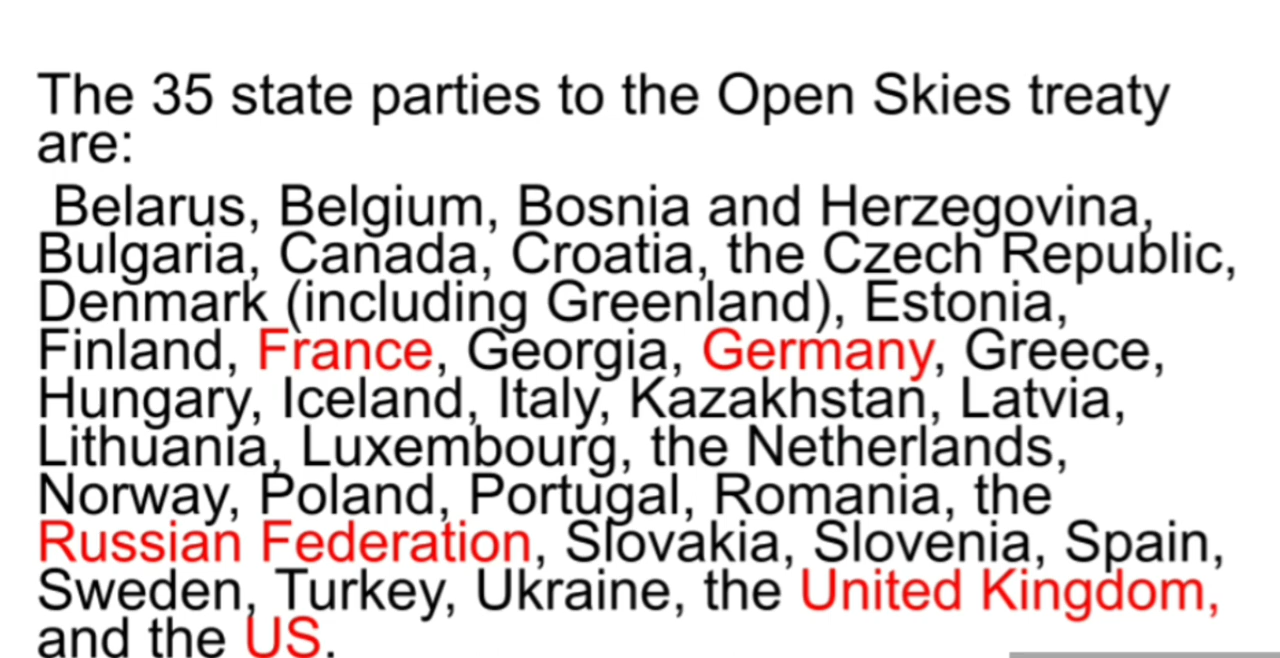 The 35 state parties to the Open Skies treaty
are:
Belarus, Belgium, Bosnia and Herzegovina,
Bulgaria, Canada, Croatia, the Czech Republic,
Denmark (including Greenland), Estonia,
Finland, France, Georgia, Germany, Greece,
Hungary, Iceland, Italy, Kazakhstan, Latvia,
Lithuania, Luxembourg, the Netherlands,
Norway, Poland, Portugal, Romania, the
Russian Federation, Slovakia, Slovenia, Spain,
Sweden, Turkey, Ukraine, the United Kingdom,
and the US.